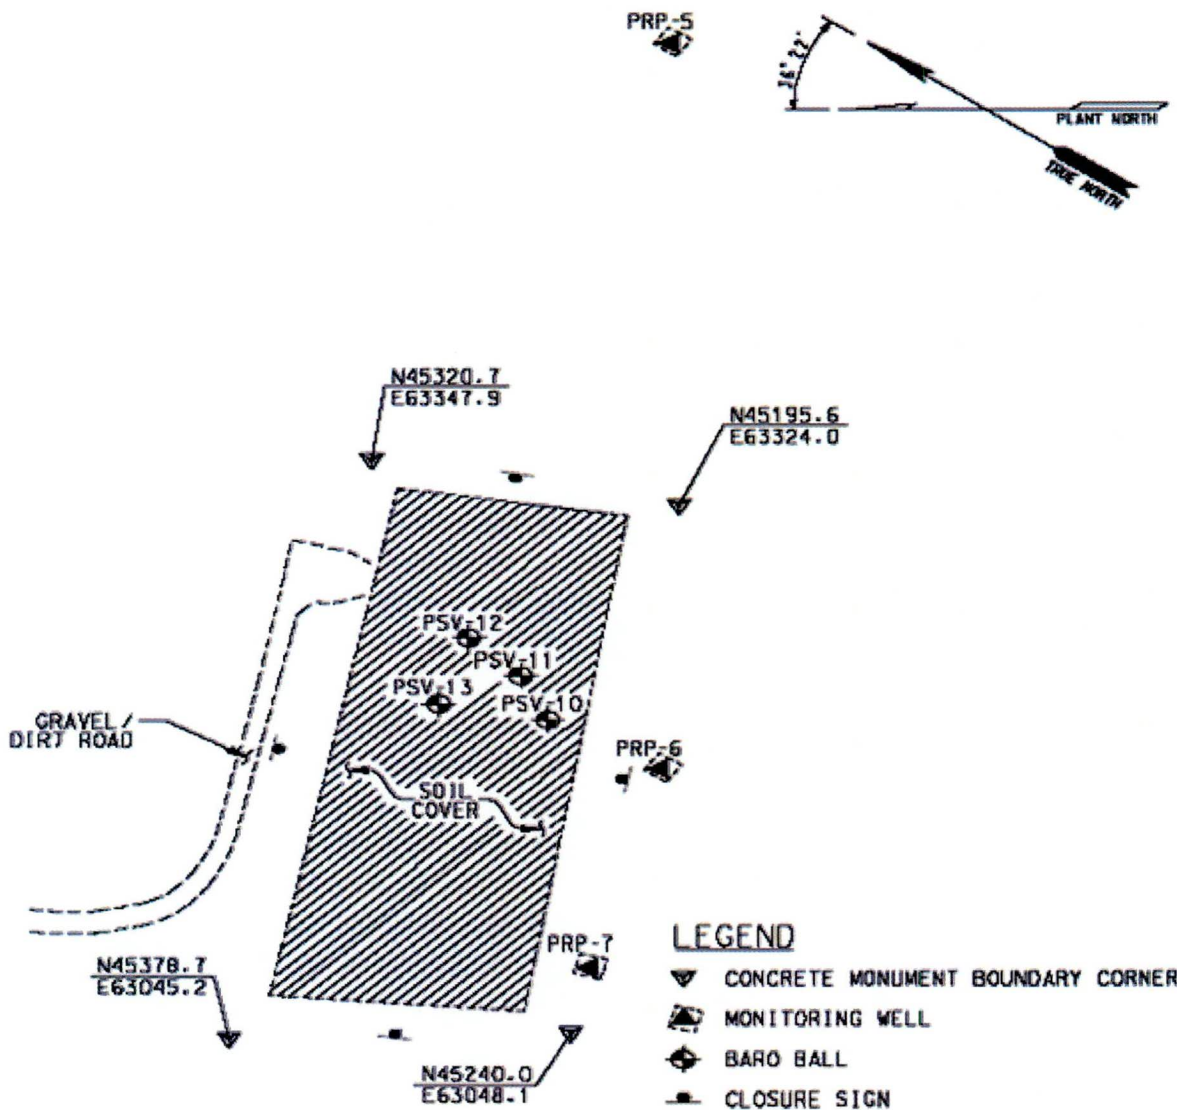 PRP-5
36° 22'
PLANT NORTH
TRUE NORTH
N45320.7
E63347.9
N45195.6
E63324.0
PSV-12
PSV-11
PSV-13
PSV-10
GRAVEL/
DIRT ROAD
PRP-6
SOIL
COVER
PRP-7
N45378.7
E63045.2
N45240.0
E63048.1
LEGEND
CONCRETE MONUMENT BOUNDARY CORNER
MONITORING WELL
BARO BALL
CLOSURE SIGN